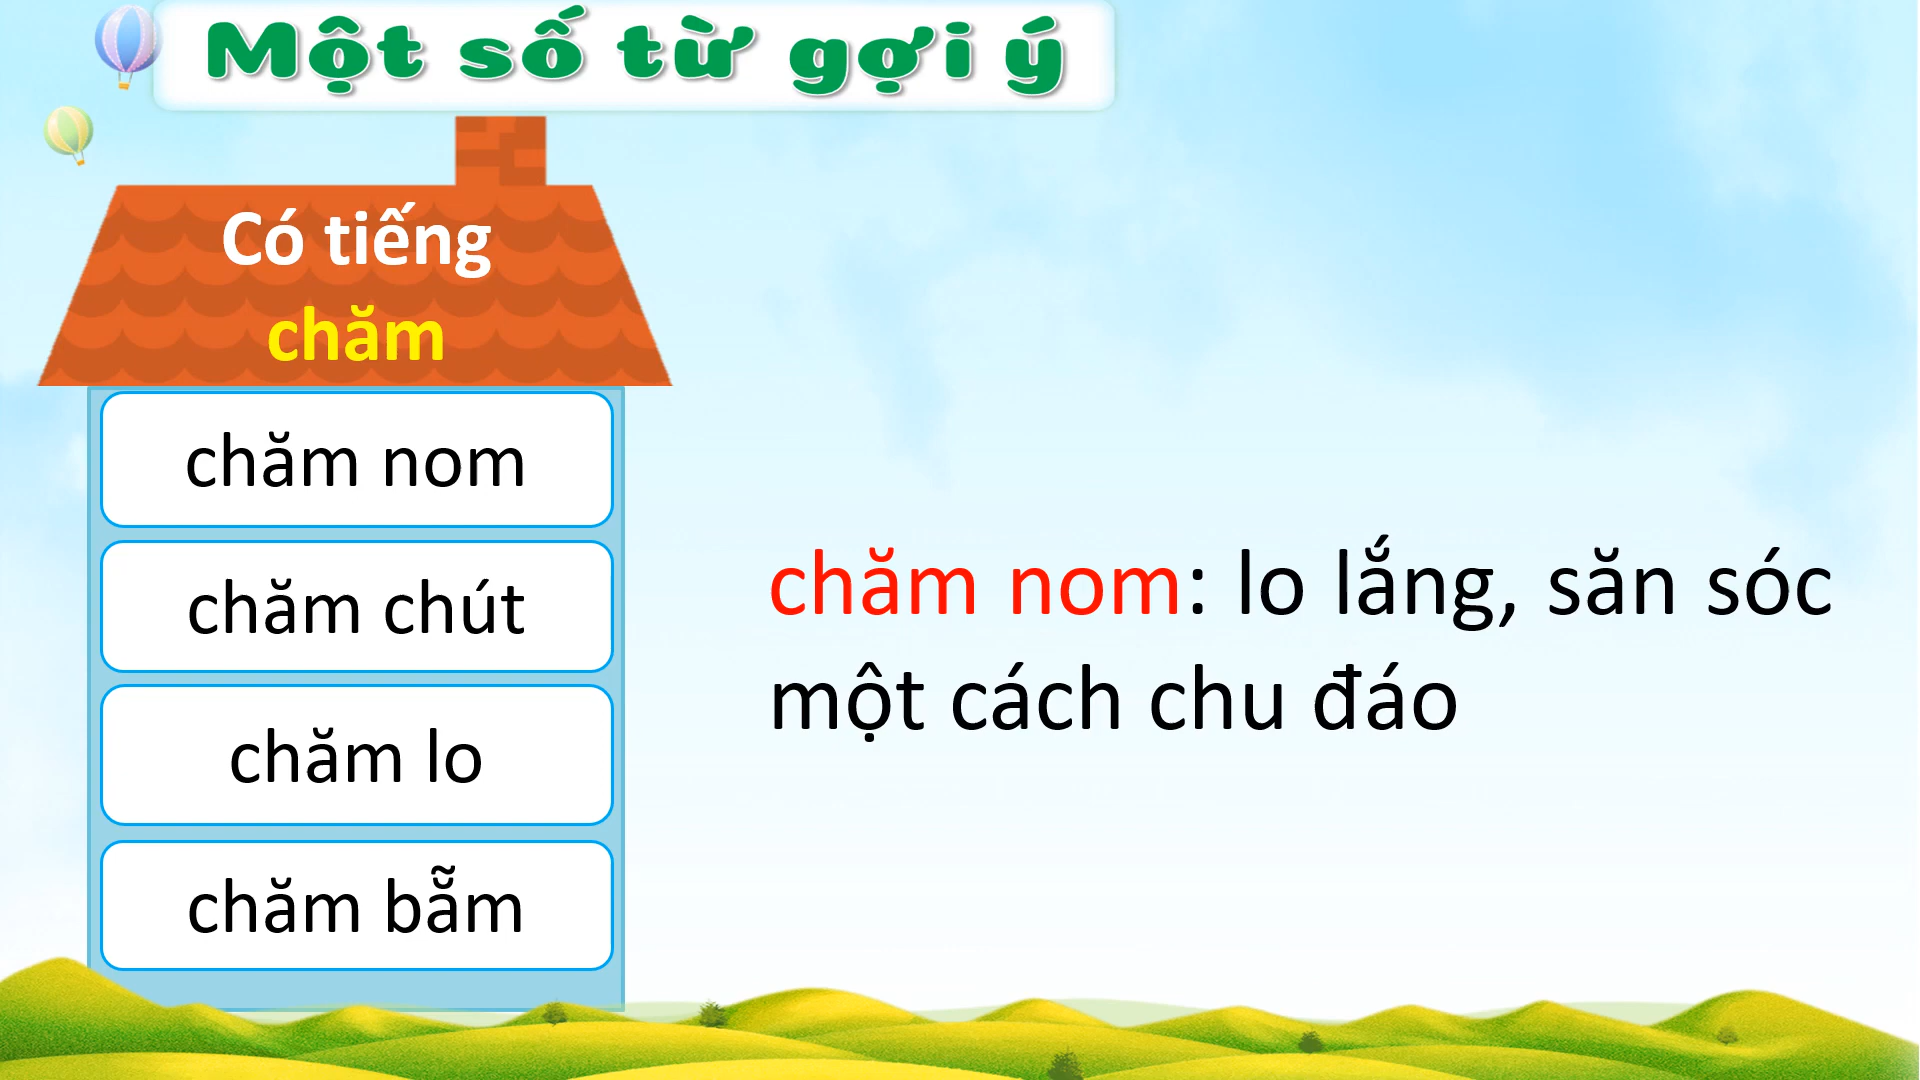 Một số từ gợi ý
Có tiếng
chăm
chăm nom
chăm chút
chăm lo
chăm bẵm
chăm nom: lo lắng, săn sóc
một cách chu đáo